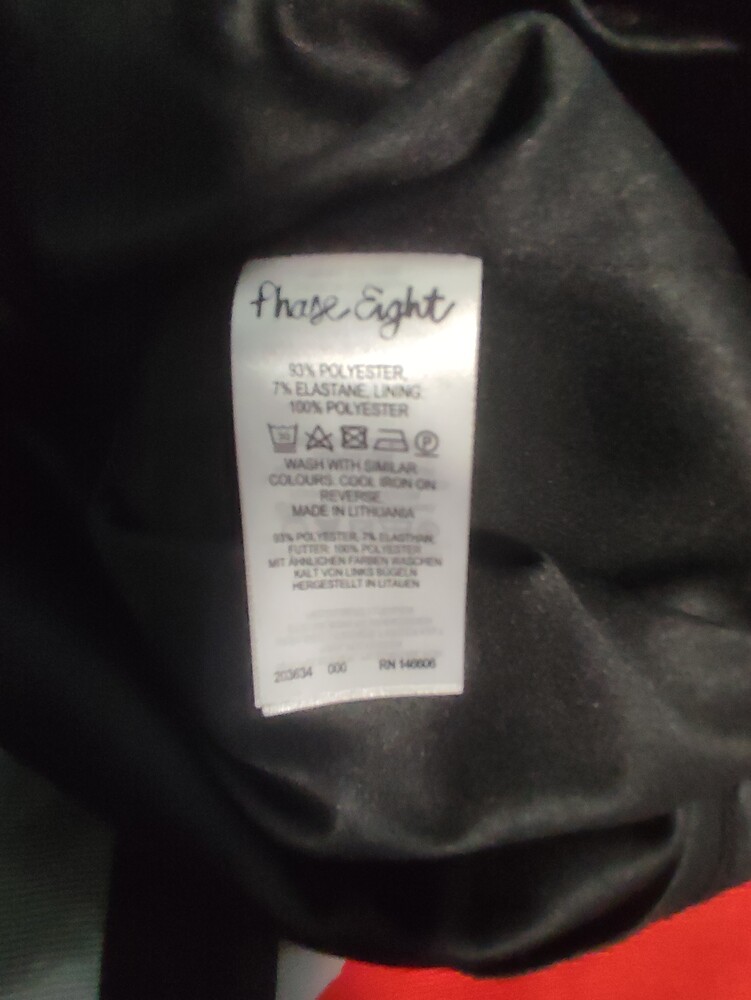 Phase Eight
93% POLYESTER,
7% ELASTANE, LINING:
100% POLYESTER
30 P
WASH WITH SIMILAR
COLOURS. COOL IRON ON
REVERSE.
MADE IN LITHUANIA
93% POLYESTER, 7% ELASTHAN,
FUTTER: 100% POLYESTER
MIT ÄHNLICHEN FARBEN WASCHEN
KALT VON LINKS BÜGELN
HERGESTELLT IN LITAUEN
203634 000 RN 146606